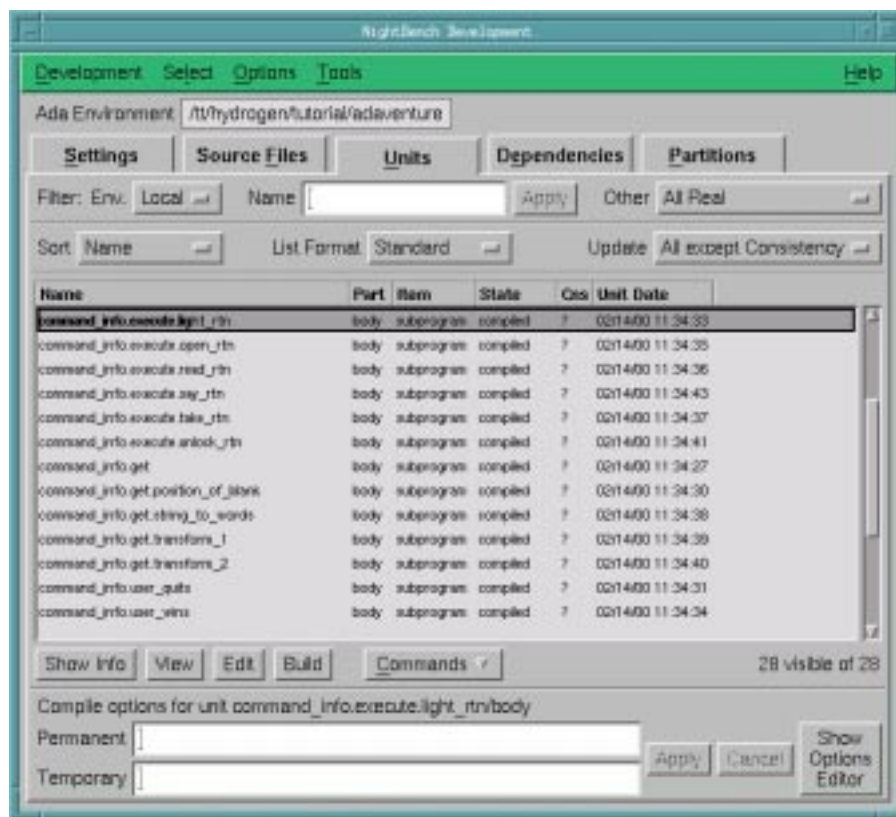 NightBench Development
Development Select Options Tools Help
Ada Environment /tt/hydrogen/tutorial/adaventure
Settings Source Files Units Dependencies Partitions
Filter: Env. Local Name Apply Other All Real
Sort Name List Format Standard Update All except Consistency
Name Part Item State Cns Unit Date
command_info.execute.light_rtn body subprogram compiled ? 02/14/00 11:34:33
command_info.execute.open_rtn body subprogram compiled ? 02/14/00 11:34:35
command_info.execute.read_rtn body subprogram compiled ? 02/14/00 11:34:36
command_info.execute.say_rtn body subprogram compiled ? 02/14/00 11:34:43
command_info.execute.take_rtn body subprogram compiled ? 02/14/00 11:34:37
command_info.execute.unlock_rtn body subprogram compiled ? 02/14/00 11:34:41
command_info.get body subprogram compiled ? 02/14/00 11:34:27
command_info.get.position_of_blank body subprogram compiled ? 02/14/00 11:34:30
command_info.get.string_to_words body subprogram compiled ? 02/14/00 11:34:38
command_info.get.transform_1 body subprogram compiled ? 02/14/00 11:34:39
command_info.get.transform_2 body subprogram compiled ? 02/14/00 11:34:40
command_info.user_quits body subprogram compiled ? 02/14/00 11:34:31
command_info.user_wins body subprogram compiled ? 02/14/00 11:34:34
Show Info View Edit Build Commands 28 visible of 28
Compile options for unit command_info.execute.light_rtn/body
Permanent
Temporary
Apply Cancel
Show
Options
Editor